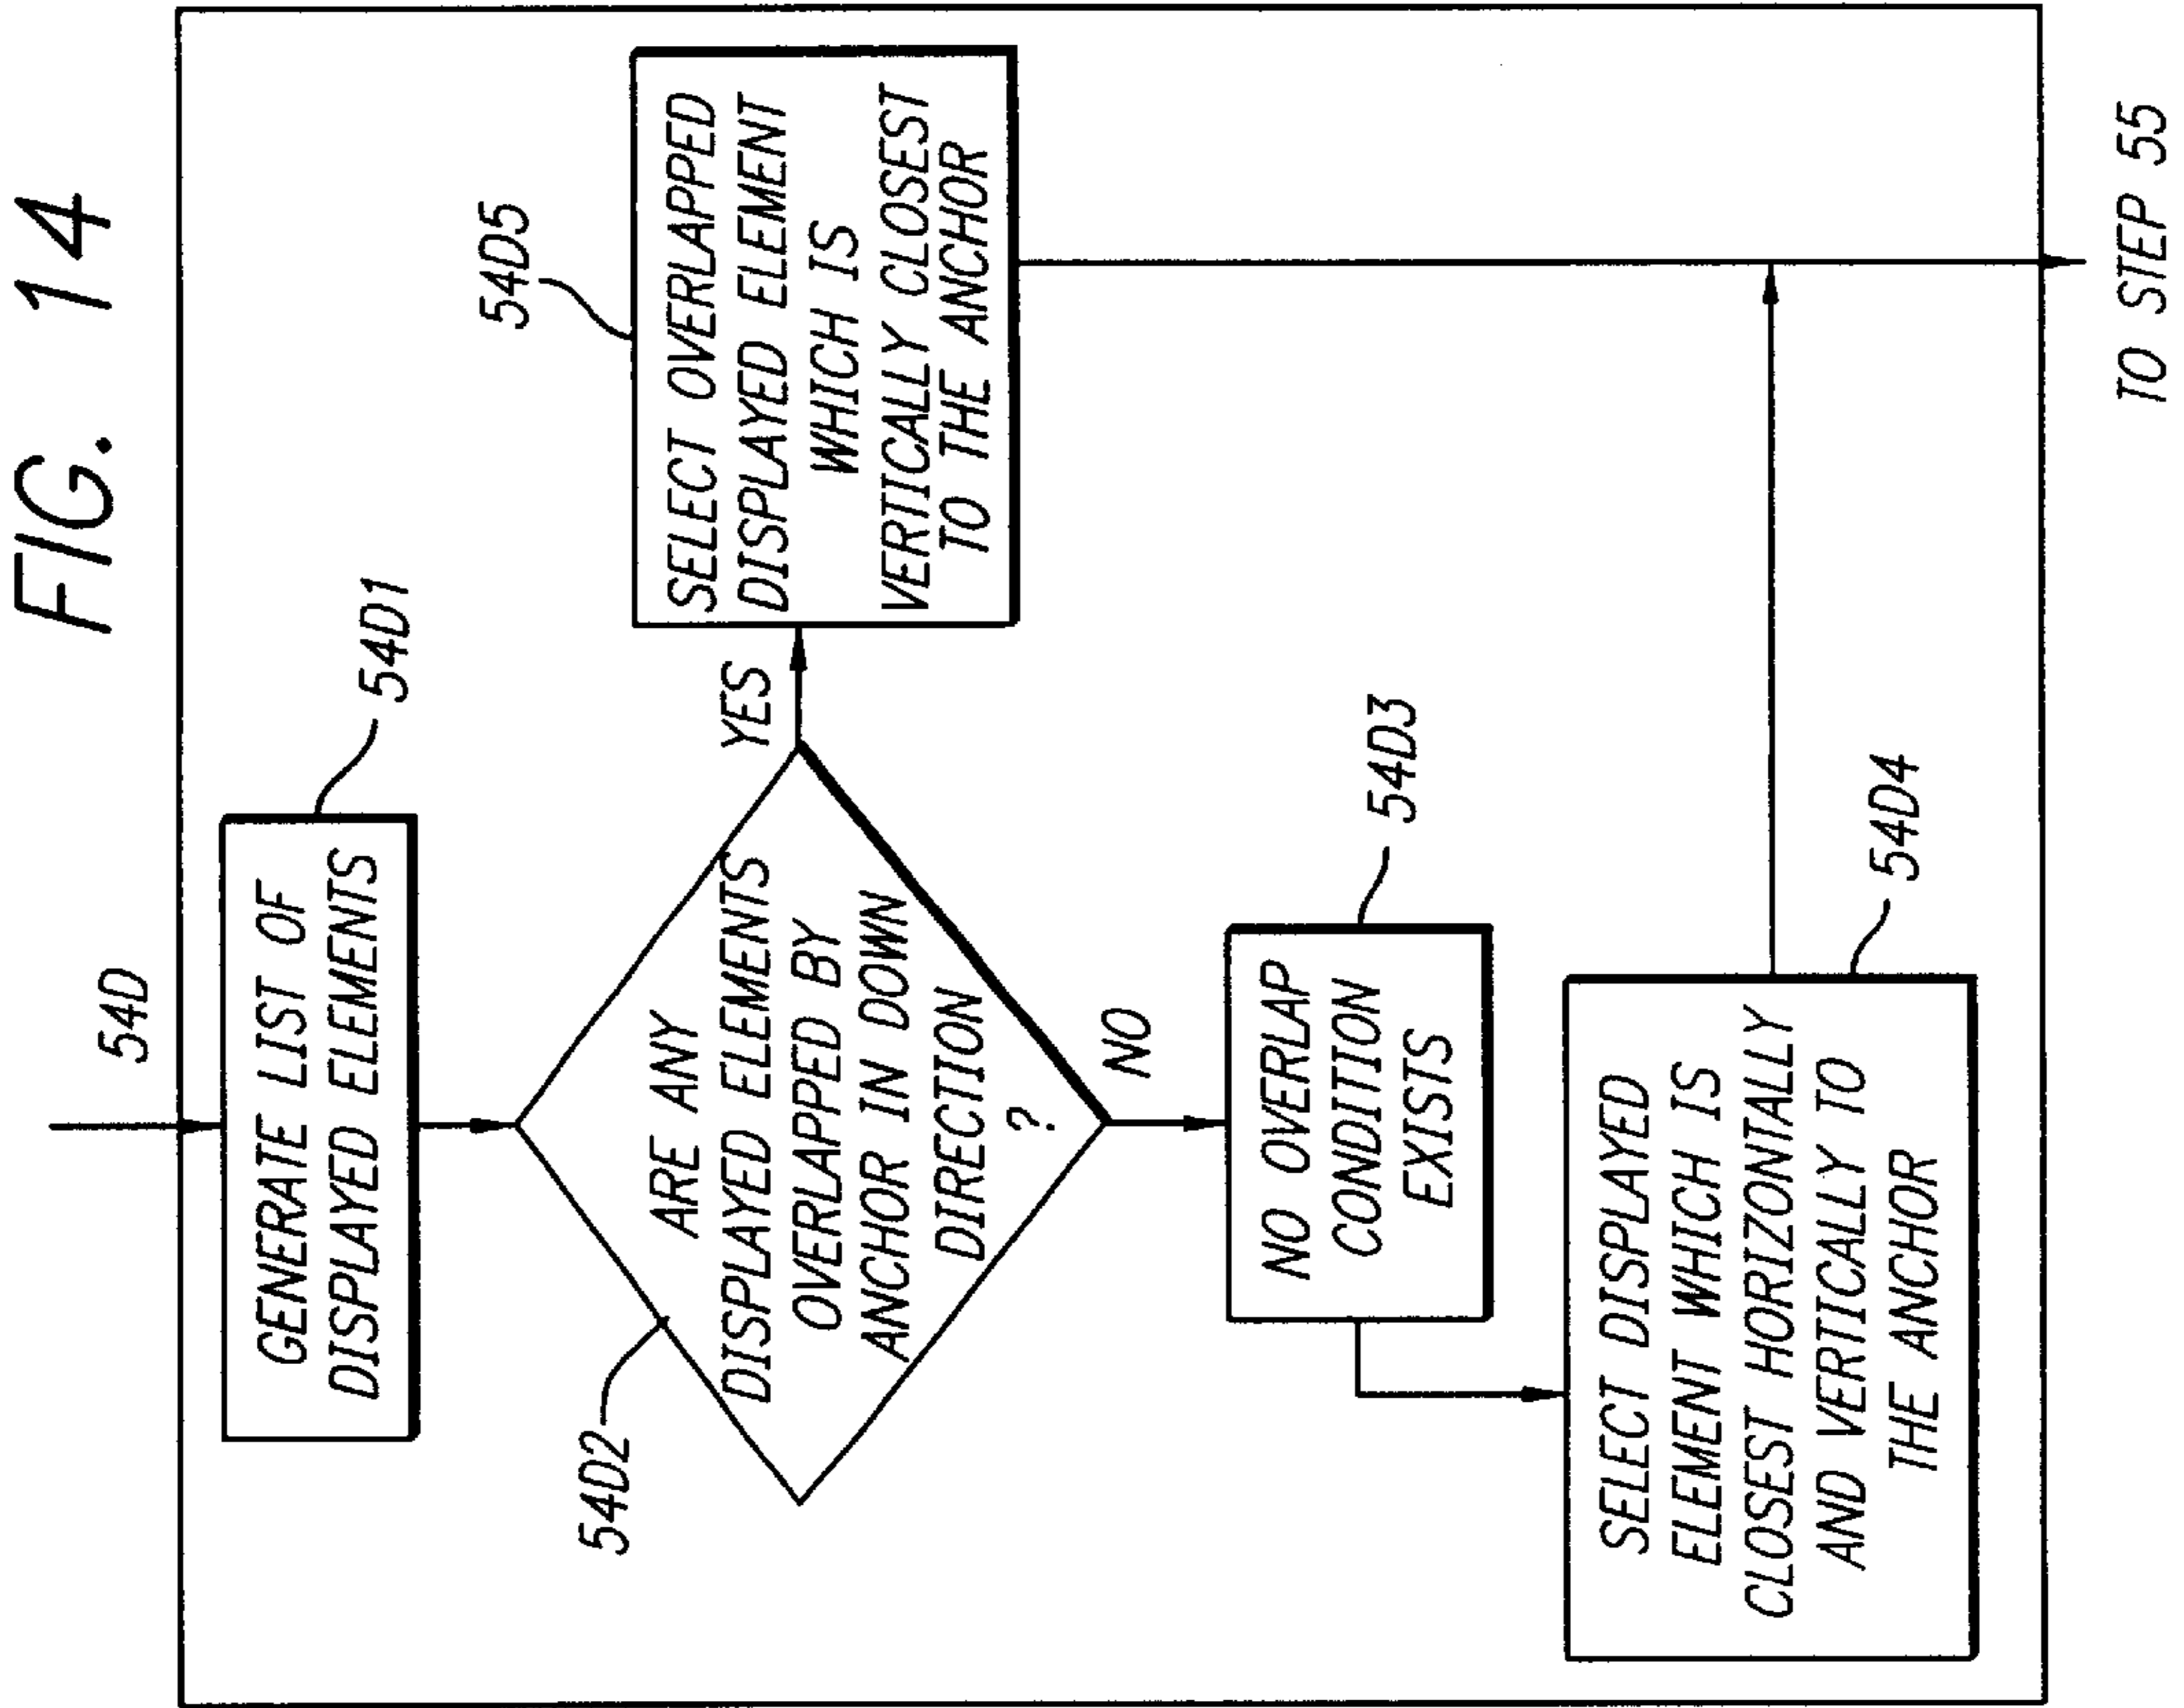 FIG. 14
54D
GENERATE LIST OF
DISPLAYED ELEMENTS
54D1
54D2
ARE ANY
DISPLAYED ELEMENTS
OVERLAPPED BY
ANCHOR IN DOWN
DIRECTION
?
YES
54D5
SELECT OVERLAPPED
DISPLAYED ELEMENT
WHICH IS
VERTICALLY CLOSEST
TO THE ANCHOR
NO
NO OVERLAP
CONDITION
EXISTS
54D3
SELECT DISPLAYED
ELEMENT WHICH IS
CLOSEST HORIZONTALLY
AND VERTICALLY TO
THE ANCHOR
54D4
TO STEP 55